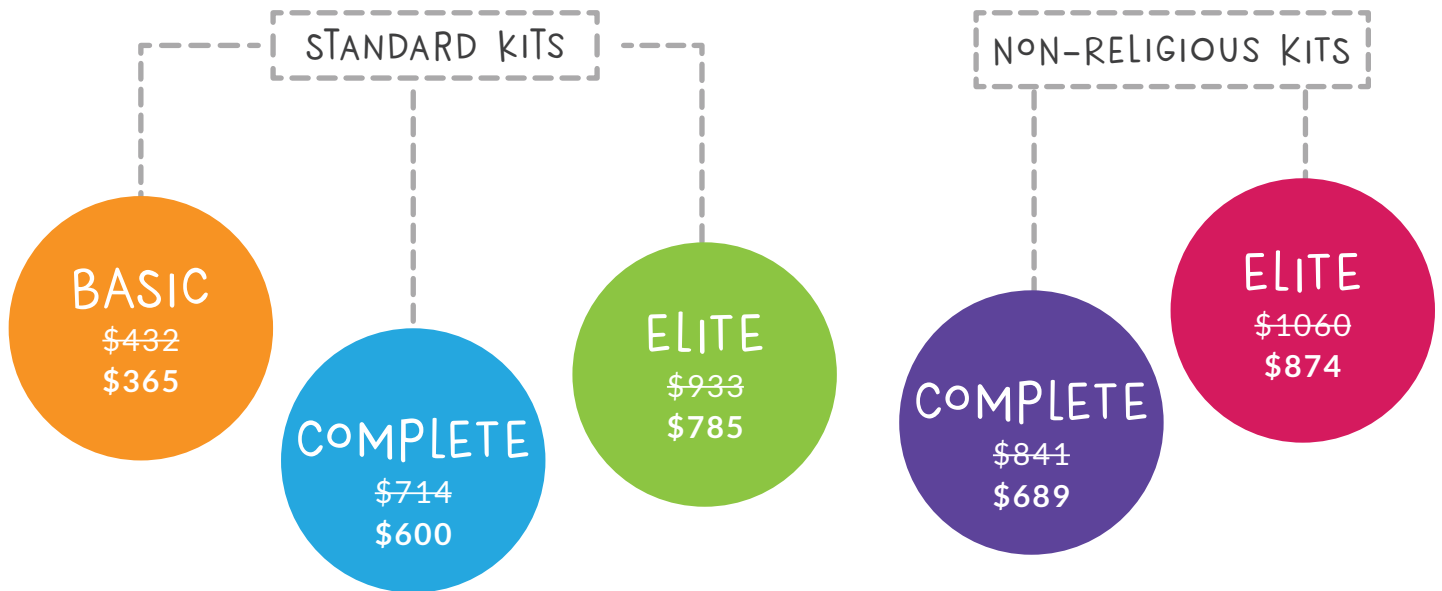 STANDARD KITS
BASIC
$432
$365
COMPLETE
$714
$600
ELITE
$933
$785
NON-RELIGIOUS KITS
COMPLETE
$841
$689
ELITE
$1060
$874